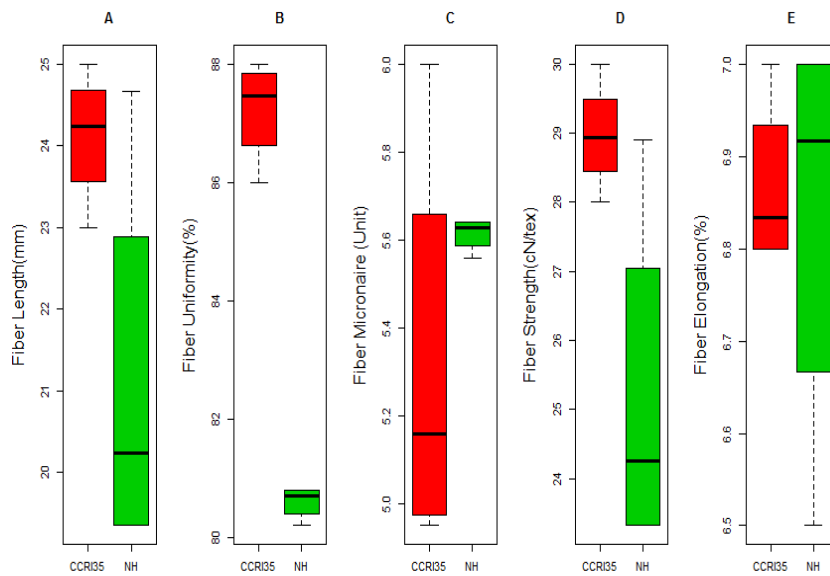 A
B
C
D
E
Fiber Length(mm)
25
24
23
22
21
20
CCRI35
NH
Fiber Uniformity(%)
88
86
84
82
80
CCRI35
NH
Fiber Micronaire (Unit)
6.0
5.8
5.6
5.4
5.2
5.0
CCRI35
NH
Fiber Strength(cN/tex)
30
29
28
27
26
25
24
CCRI35
NH
Fiber Elongation(%)
7.0
6.9
6.8
6.7
6.6
6.5
CCRI35
NH